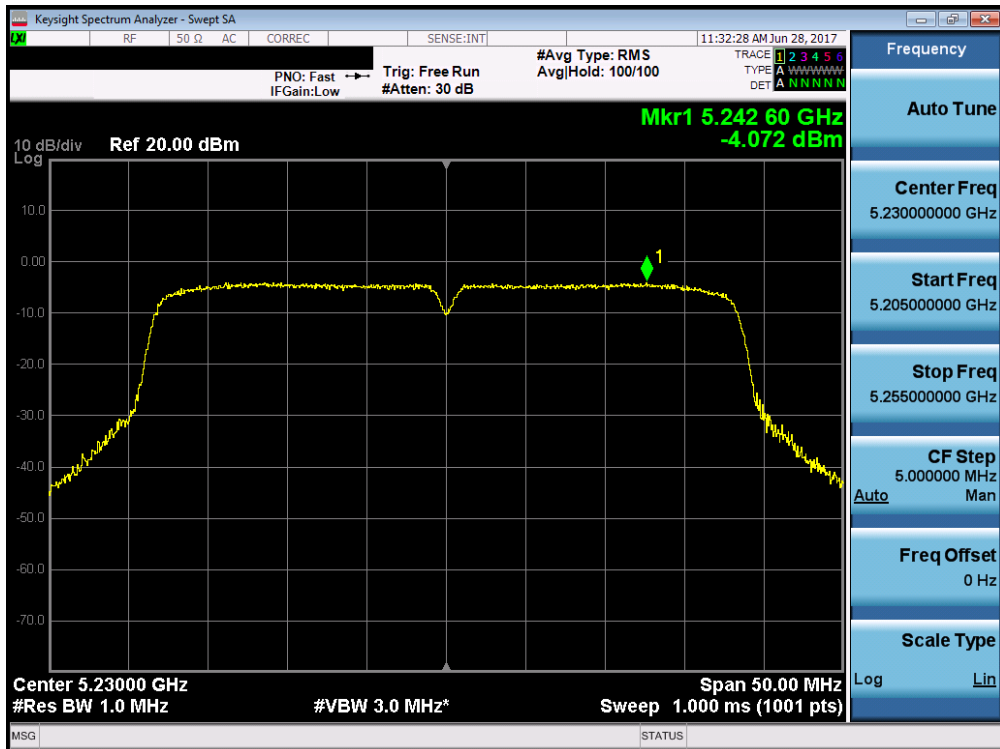 Keysight Spectrum Analyzer - Swept SA
LXI RF 50 Ω AC CORREC SENSE:INT 11:32:28 AM Jun 28, 2017
PNO: Fast
IFGain:Low
Trig: Free Run
#Atten: 30 dB
#Avg Type: RMS
Avg|Hold: 100/100
TRACE 1 2 3 4 5 6
TYPE A WWWWW
DET A N N N N N
Mkr1 5.242 60 GHz
-4.072 dBm
10 dB/div Ref 20.00 dBm
Log
10.0
0.00
-10.0
-20.0
-30.0
-40.0
-50.0
-60.0
-70.0
1
Center 5.23000 GHz Span 50.00 MHz
#Res BW 1.0 MHz #VBW 3.0 MHz* Sweep 1.000 ms (1001 pts)
MSG STATUS
Frequency
Auto Tune
Center Freq
5.230000000 GHz
Start Freq
5.205000000 GHz
Stop Freq
5.255000000 GHz
CF Step
5.000000 MHz
Auto Man
Freq Offset
0 Hz
Scale Type
Log Lin